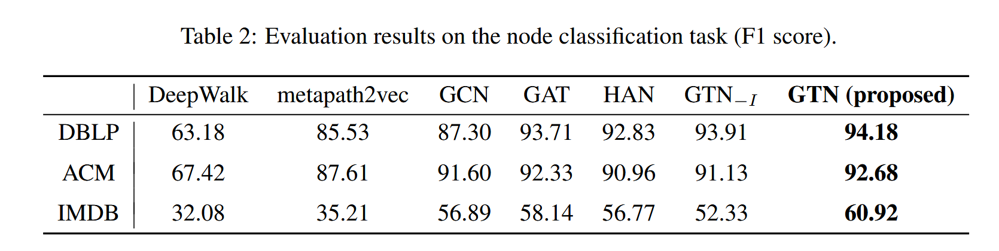 Table 2: Evaluation results on the node classification task (F1 score).
DeepWalk metapath2vec GCN GAT HAN GTN−I GTN (proposed)
DBLP 63.18 85.53 87.30 93.71 92.83 93.91 94.18
ACM 67.42 87.61 91.60 92.33 90.96 91.13 92.68
IMDB 32.08 35.21 56.89 58.14 56.77 52.33 60.92